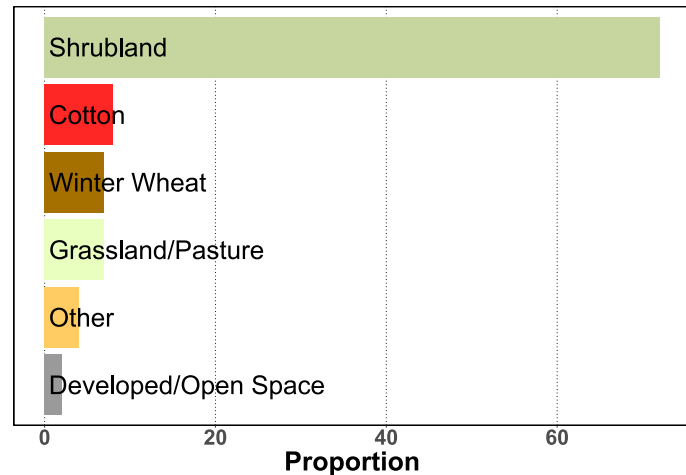 Shrubland
Cotton
Winter Wheat
Grassland/Pasture
Other
Developed/Open Space
0 20 40 60
Proportion